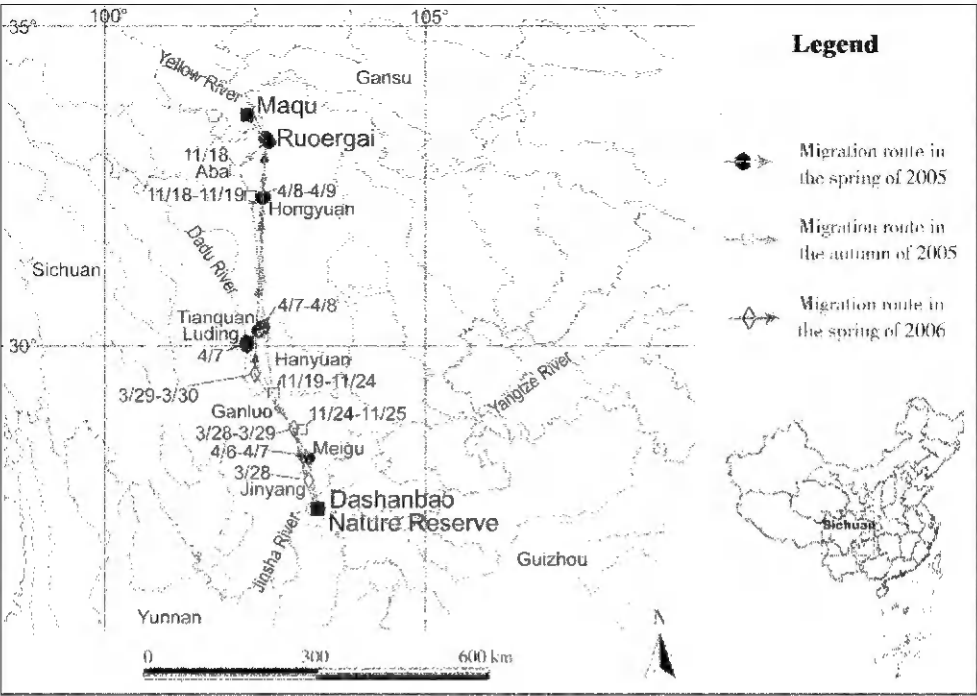 100°
105°
35°
Yellow River
Gansu
Maqu
Ruoergai
11/18
Aba
11/18-11/19
4/8-4/9
Hongyuan
Dadu River
Sichuan
4/7-4/8
Tianquan
Luding
30°
4/7
Hanyuan
3/29-3/30
11/19-11/24
Yangtze River
Ganluo
11/24-11/25
3/28-3/29
4/6-4/7
Meigu
3/28
Jinyang
Dashanbao
Nature Reserve
Jinsha River
Guizhou
Yunnan
N
0 300 600 km
Legend
Migration route in
the spring of 2005
Migration route in
the autumn of 2005
Migration route in
the spring of 2006
Sichuan